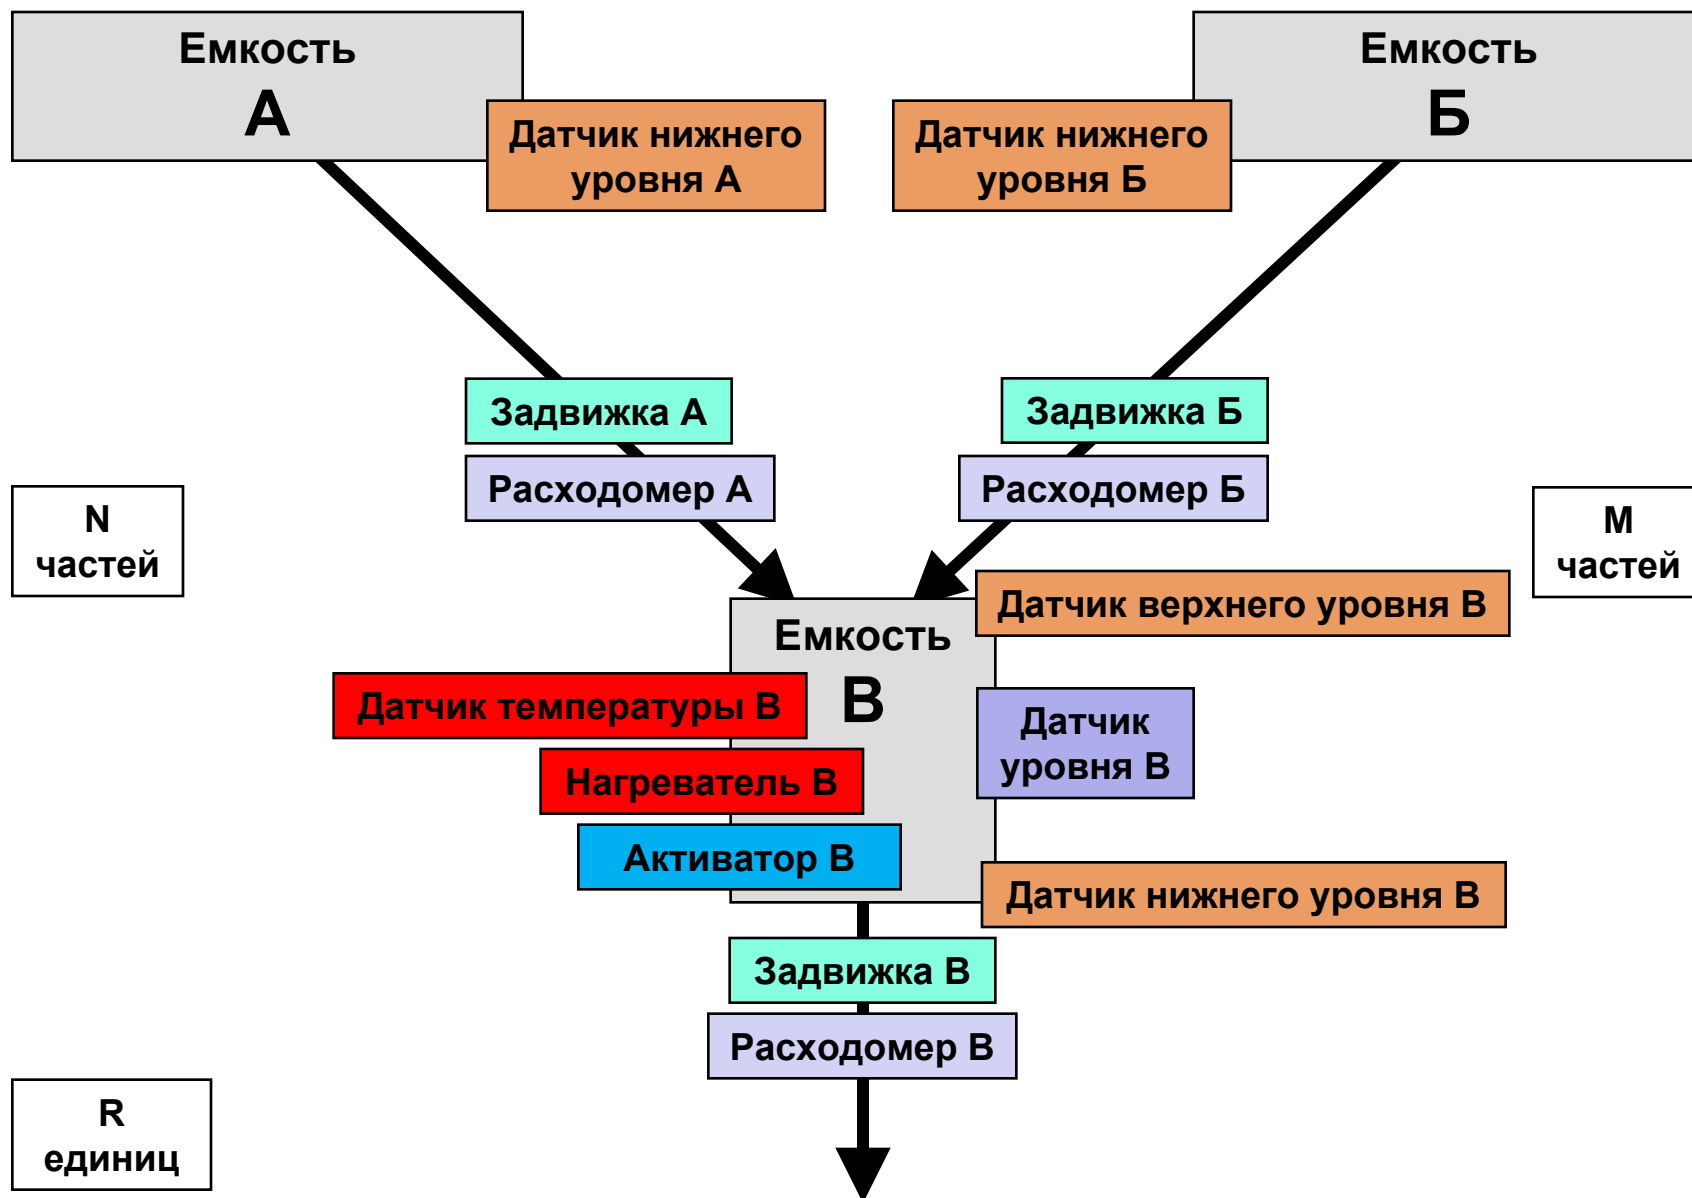 Емкость
А
Емкость
Б
Датчик нижнего
уровня А
Датчик нижнего
уровня Б
Задвижка А
Задвижка Б
Расходомер А
Расходомер Б
N
частей
M
частей
Датчик верхнего уровня В
Емкость
В
Датчик температуры В
Датчик
уровня В
Нагреватель В
Активатор В
Датчик нижнего уровня В
Задвижка В
Расходомер В
R
единиц